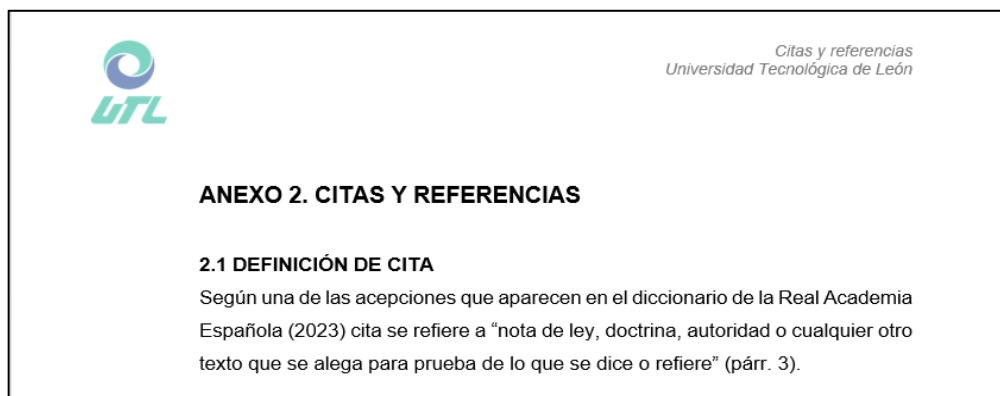 Citas y referencias
Universidad Tecnológica de León
UTL
ANEXO 2. CITAS Y REFERENCIAS
2.1 DEFINICIÓN DE CITA
Según una de las acepciones que aparecen en el diccionario de la Real Academia
Española (2023) cita se refiere a “nota de ley, doctrina, autoridad o cualquier otro
texto que se alega para prueba de lo que se dice o refiere” (párr. 3).